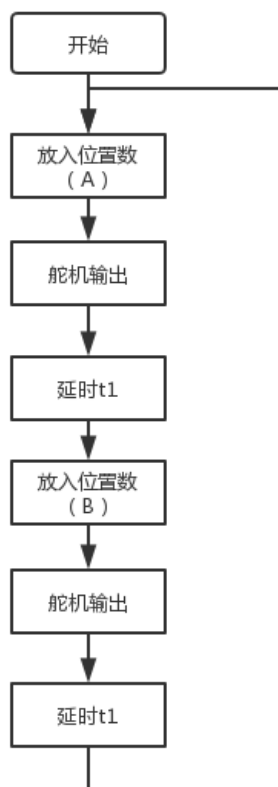 开始
放入位置数
（A）
舵机输出
延时t1
放入位置数
（B）
舵机输出
延时t1